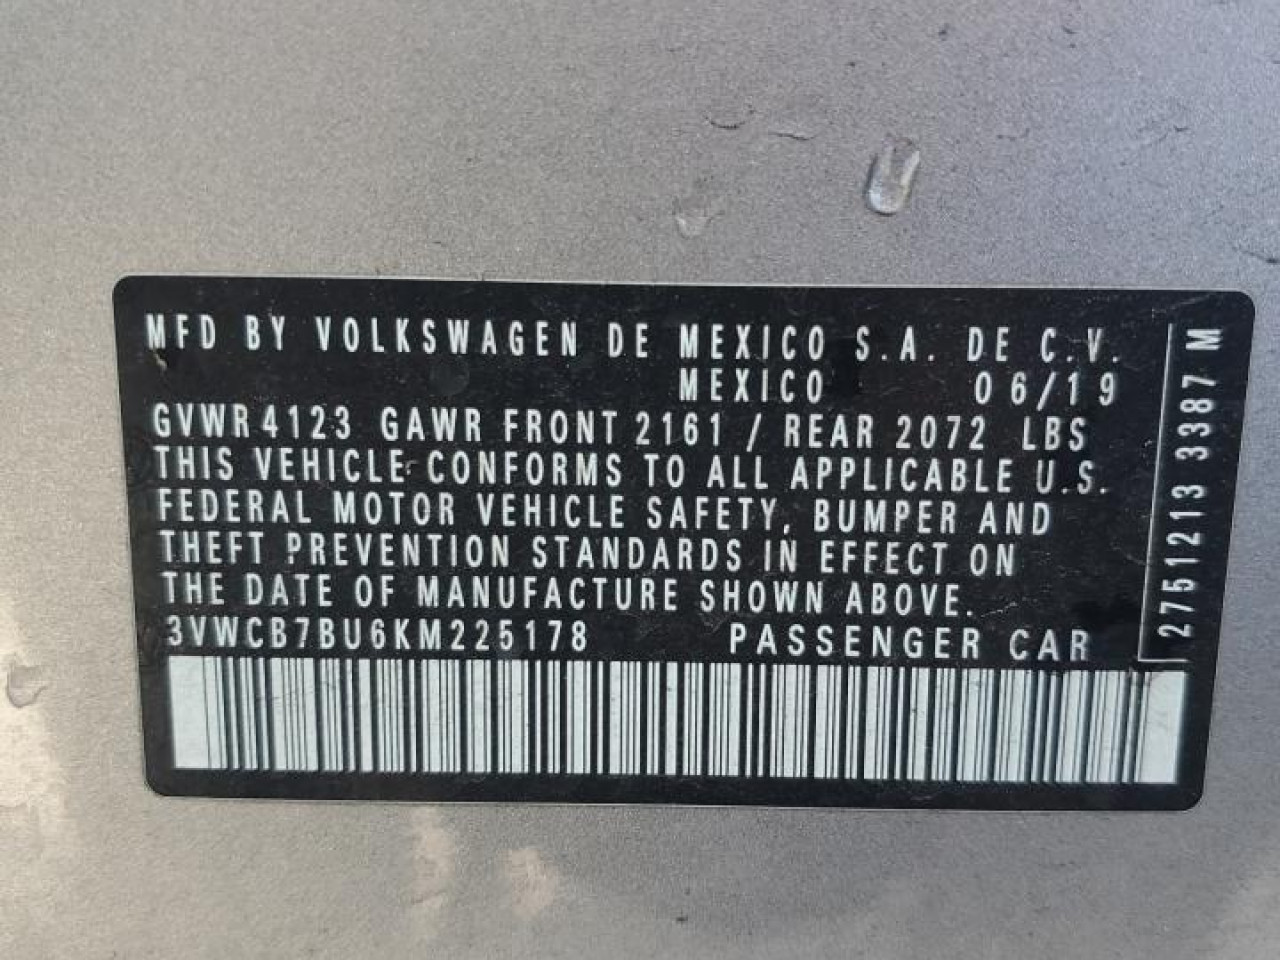 MFD BY VOLKSWAGEN DE MEXICO S.A. DE C.V.
MEXICO 06/19
GVWR 4123 GAWR FRONT 2161 / REAR 2072 LBS
THIS VEHICLE CONFORMS TO ALL APPLICABLE U.S.
FEDERAL MOTOR VEHICLE SAFETY, BUMPER AND
THEFT PREVENTION STANDARDS IN EFFECT ON
THE DATE OF MANUFACTURE SHOWN ABOVE.
3VWCB7BU6KM225178 PASSENGER CAR
2751213 3387 M